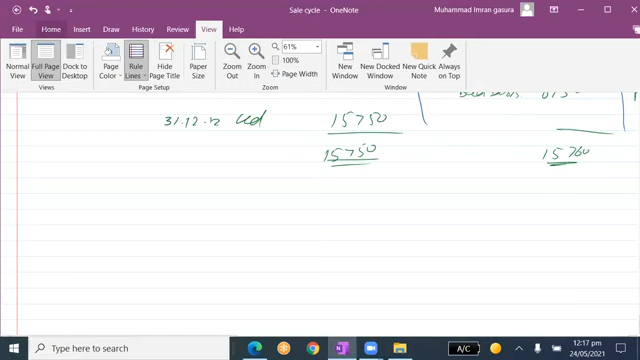 Sale cycle - OneNote
Muhammad Imran gasura
File Home Insert Draw History Review View Help
61%
100%
Page Width
Normal View Full Page View Dock to Desktop Page Color Rule Lines Hide Page Title Paper Size Zoom Out Zoom In New Window New Docked Window New Quick Note Always on Top
Views Page Setup Zoom Window
31.12.12 15750
15750 15760
Type here to search
A/C
12:17 pm
24/05/2021